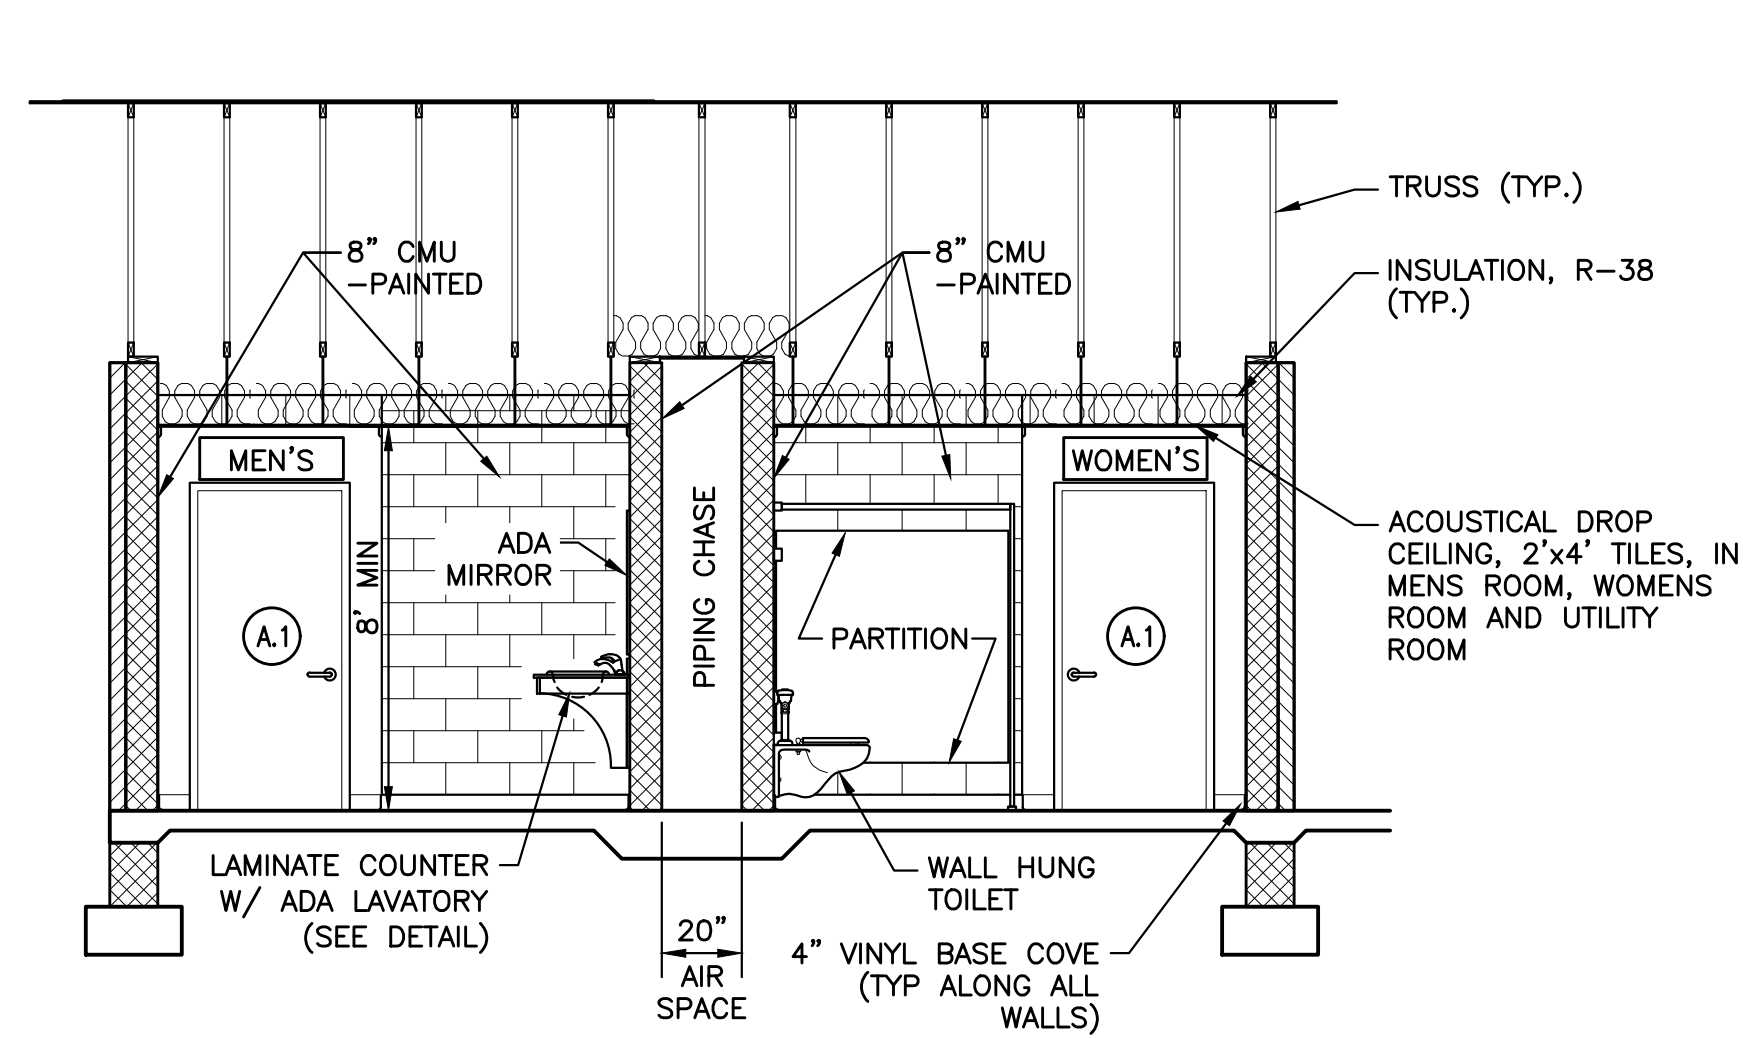 TRUSS (TYP.)
8" CMU
-PAINTED
8" CMU
-PAINTED
INSULATION, R-38
(TYP.)
MEN'S
WOMEN'S
ACOUSTICAL DROP
CEILING, 2'x4' TILES, IN
MENS ROOM, WOMENS
ROOM AND UTILITY
ROOM
8' MIN
ADA
MIRROR
PIPING CHASE
A.1
PARTITION
A.1
LAMINATE COUNTER
W/ ADA LAVATORY
(SEE DETAIL)
WALL HUNG
TOILET
20"
AIR
SPACE
4" VINYL BASE COVE
(TYP ALONG ALL
WALLS)